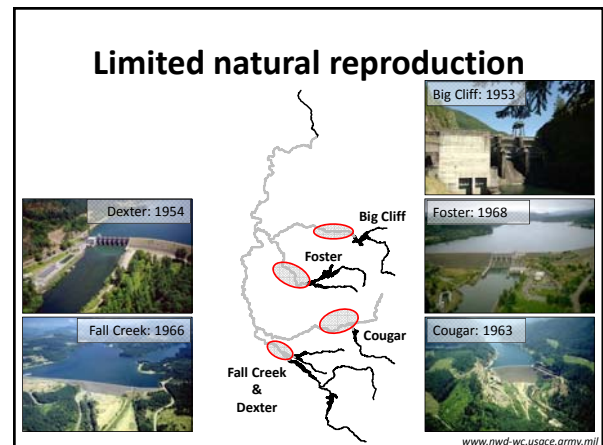 Limited natural reproduction
Big Cliff: 1953
Dexter: 1954
Foster: 1968
Fall Creek: 1966
Cougar: 1963
Big Cliff
Foster
Cougar
Fall Creek
&
Dexter
www.nwd-wc.usace.army.mil